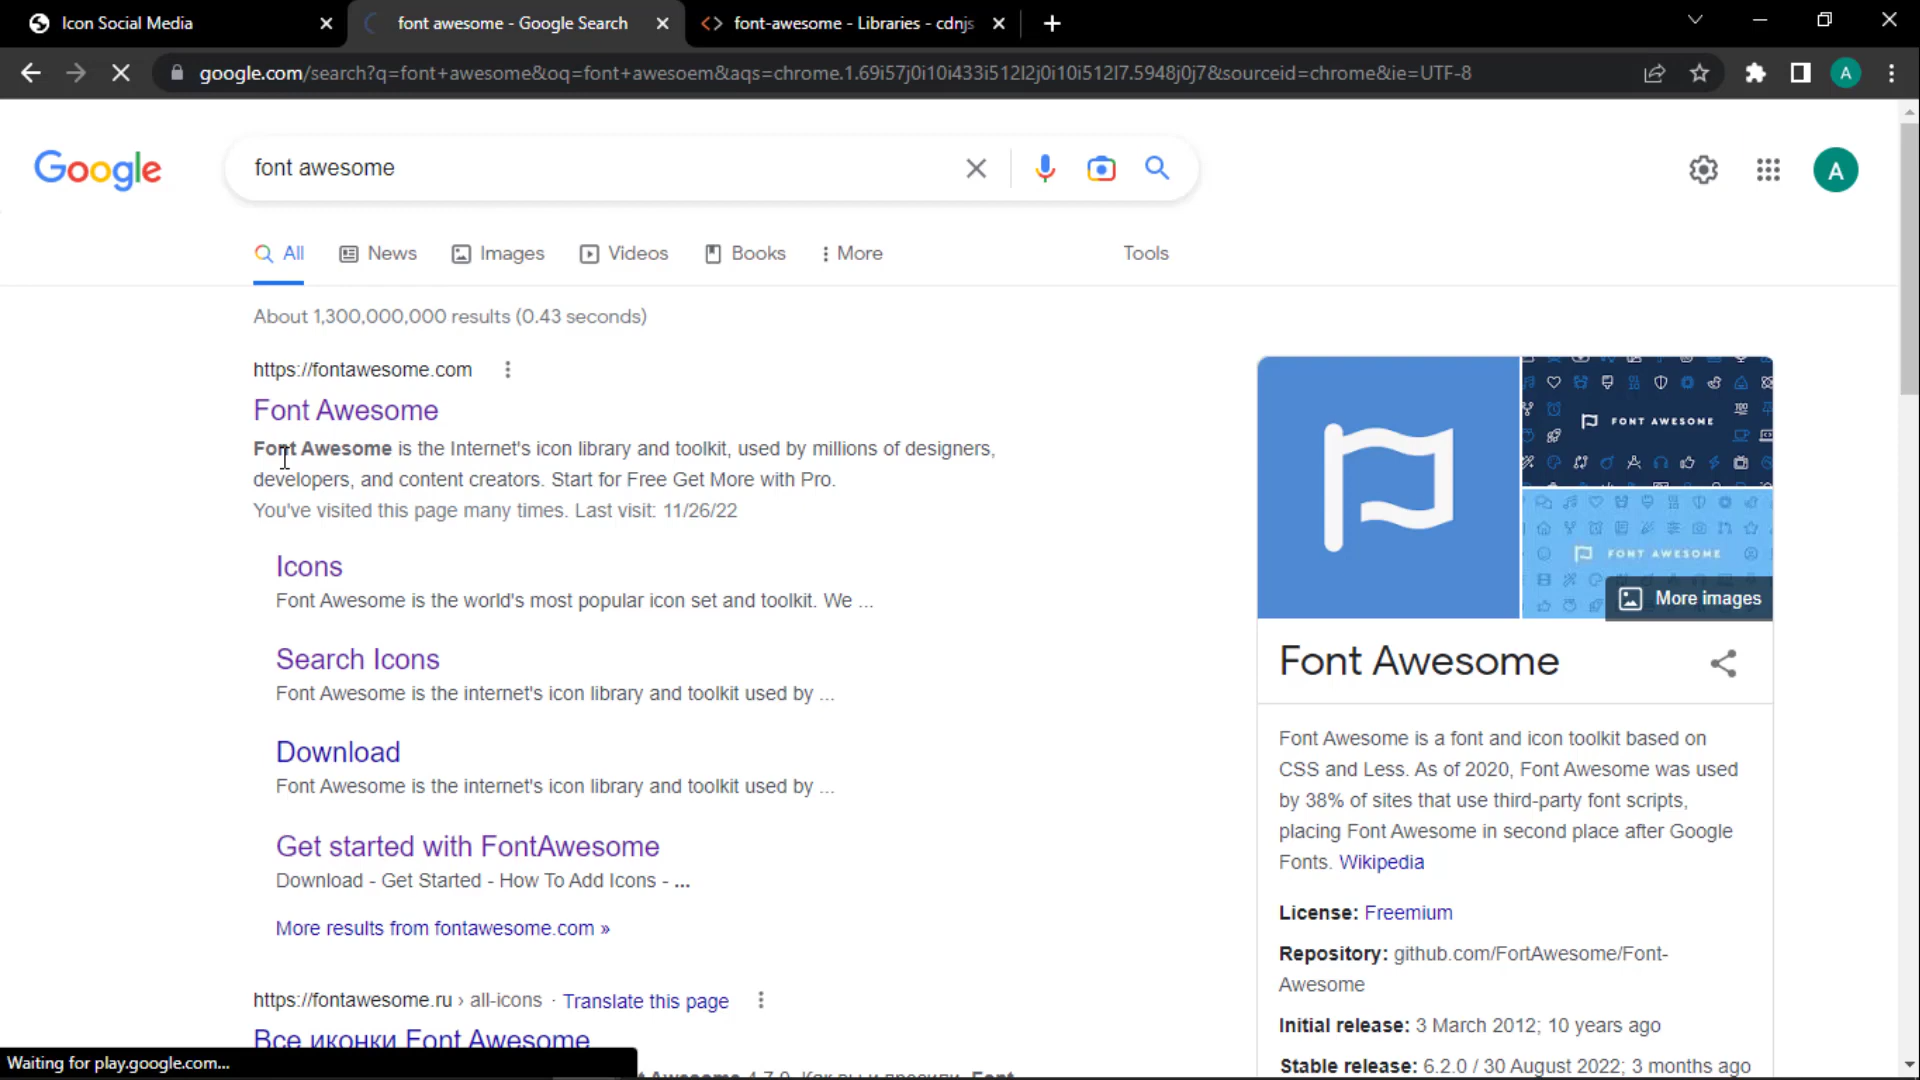 Icon Social Media
font awesome - Google Search
font-awesome - Libraries - cdnjs
google.com/search?q=font+awesome&oq=font+awesoem&aqs=chrome.1.69i57j0i10i433i512l2j0i10i512l7.5948j0j7&sourceid=chrome&ie=UTF-8
A
Google
font awesome
A
All
News
Images
Videos
Books
More
Tools
About 1,300,000,000 results (0.43 seconds)
https://fontawesome.com
Font Awesome
Font Awesome is the Internet's icon library and toolkit, used by millions of designers,
developers, and content creators. Start for Free Get More with Pro.
You've visited this page many times. Last visit: 11/26/22
Icons
Font Awesome is the world's most popular icon set and toolkit. We ...
Search Icons
Font Awesome is the internet's icon library and toolkit used by ...
Download
Font Awesome is the internet's icon library and toolkit used by ...
Get started with FontAwesome
Download - Get Started - How To Add Icons - ...
More results from fontawesome.com »
https://fontawesome.ru › all-icons · Translate this page
Все иконки Font Awesome
FONT AWESOME
FONT AWESOME
More images
Font Awesome
Font Awesome is a font and icon toolkit based on
CSS and Less. As of 2020, Font Awesome was used
by 38% of sites that use third-party font scripts,
placing Font Awesome in second place after Google
Fonts. Wikipedia
License: Freemium
Repository: github.com/FortAwesome/Font-
Awesome
Initial release: 3 March 2012; 10 years ago
Stable release: 6.2.0 / 30 August 2022; 3 months ago
Waiting for play.google.com...